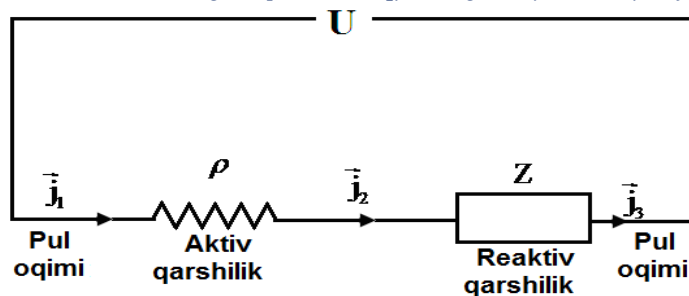 U
ρ
Z
j₁
j₂
j₃
Pul
oqimi
Aktiv
qarshilik
Reaktiv
qarshilik
Pul
oqimi